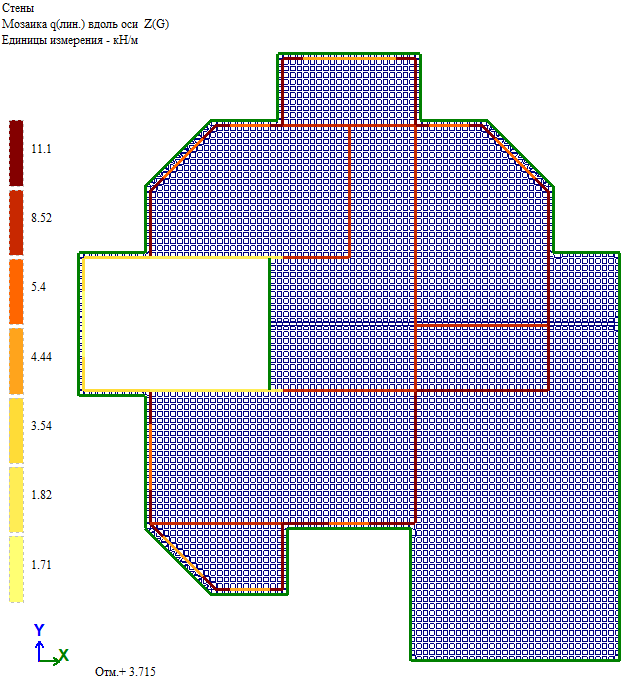 Стены
Мозаика q(лин.) вдоль оси Z(G)
Единицы измерения - кН/м
11.1
8.52
5.4
4.44
3.54
1.82
1.71
Y
X
Отм.+ 3.715